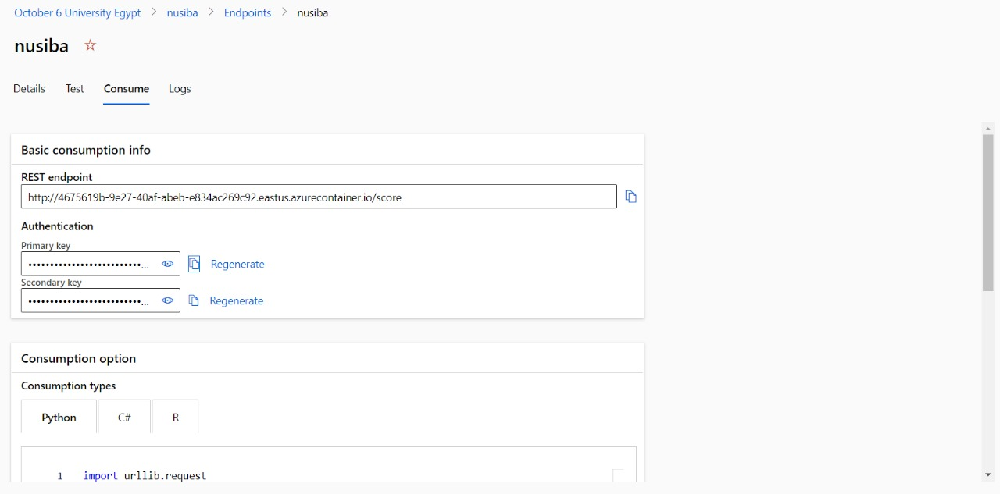 October 6 University Egypt > nusiba > Endpoints > nusiba
nusiba
Details Test Consume Logs
Basic consumption info
REST endpoint
http://4675619b-9e27-40af-abeb-e834ac269c92.eastus.azurecontainer.io/score
Authentication
Primary key
••••••••••••••••••••••••••... Regenerate
Secondary key
••••••••••••••••••••••••••... Regenerate
Consumption option
Consumption types
Python C# R
1 import urllib.request